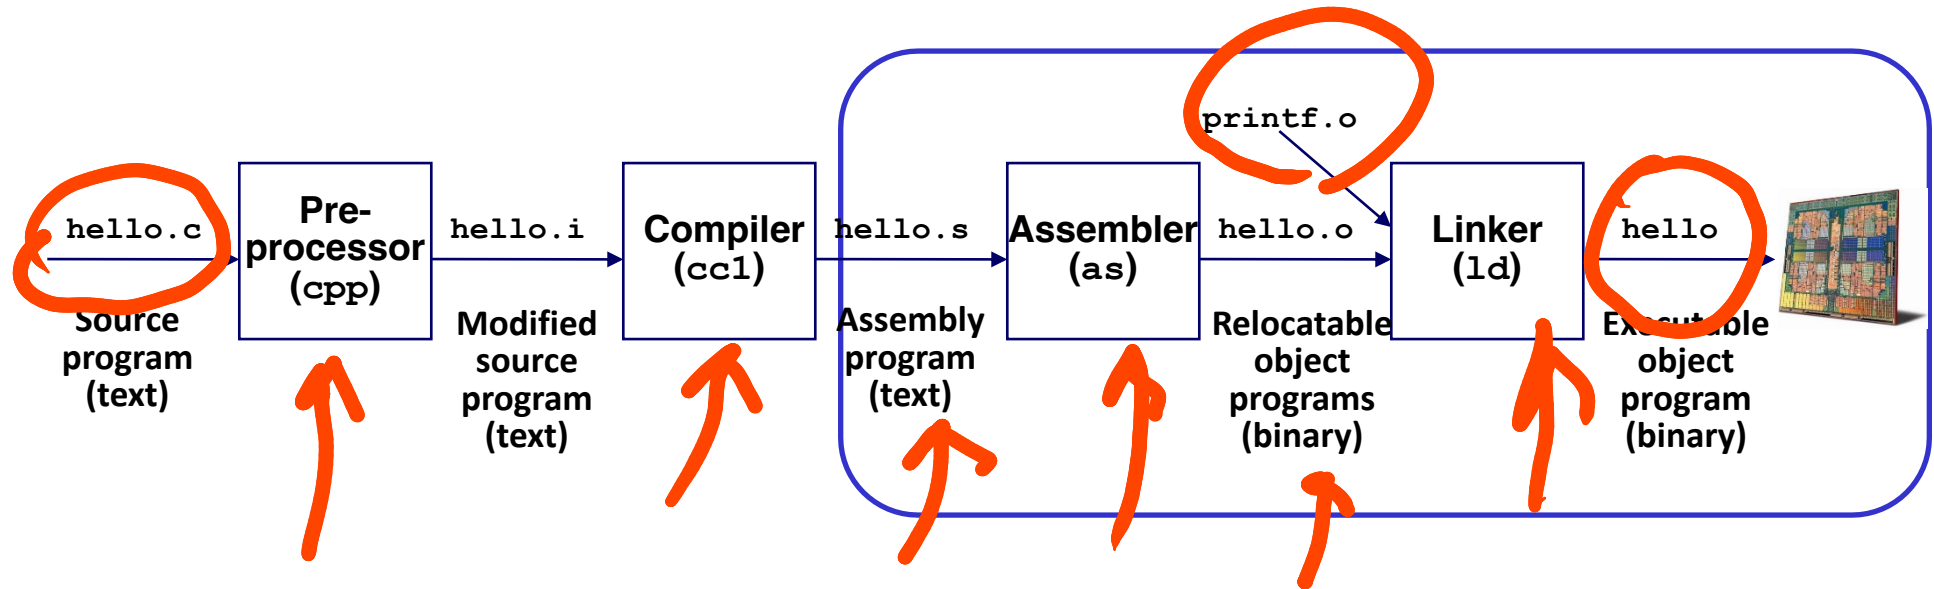 printf.o
hello.c
Pre-
processor
(cpp)
hello.i
Compiler
(cc1)
hello.s
Assembler
(as)
hello.o
Linker
(ld)
hello
Source
program
(text)
Modified
source
program
(text)
Assembly
program
(text)
Relocatable
object
programs
(binary)
Executable
object
program
(binary)